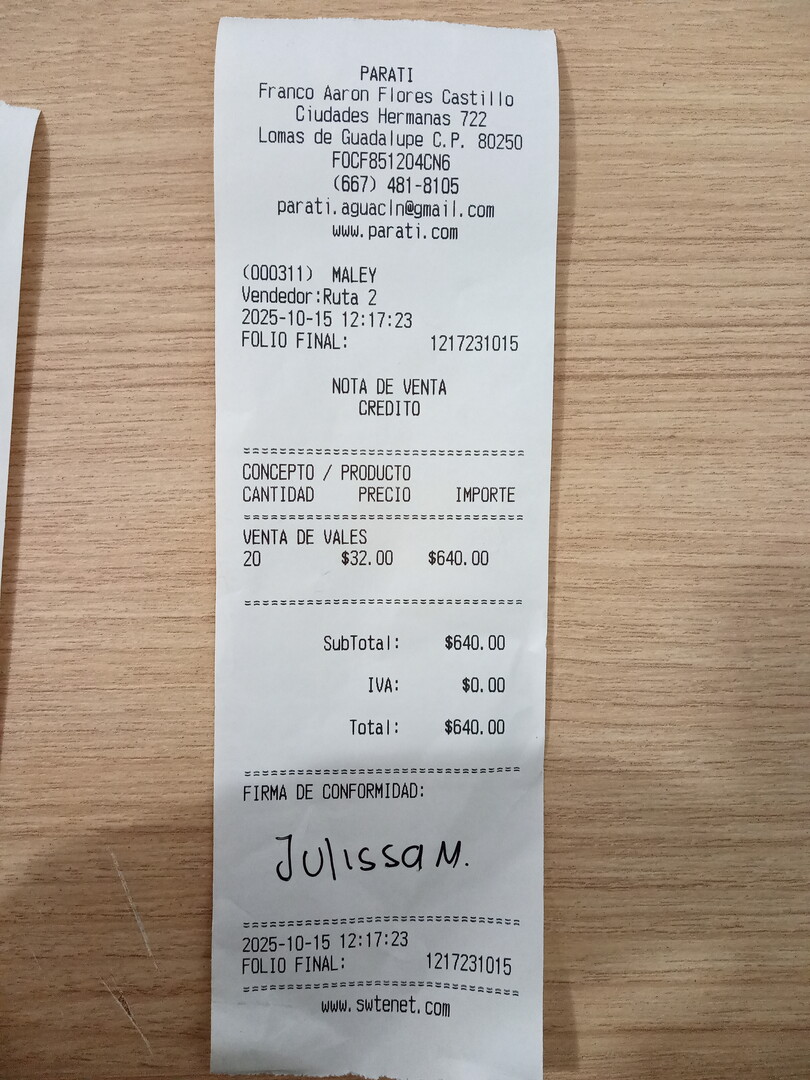 PARATI
Franco Aaron Flores Castillo
Ciudades Hermanas 722
Lomas de Guadalupe C.P. 80250
FOCF851204CN6
(667) 481-8105
parati.aguacln@gmail.com
www.parati.com
(000311) MALEY
Vendedor:Ruta 2
2025-10-15 12:17:23
FOLIO FINAL: 1217231015
NOTA DE VENTA
CREDITO
================================
CONCEPTO / PRODUCTO
CANTIDAD PRECIO IMPORTE
================================
VENTA DE VALES
20 $32.00 $640.00
================================
SubTotal: $640.00
IVA: $0.00
Total: $640.00
================================
FIRMA DE CONFORMIDAD:
Julissa M.
================================
2025-10-15 12:17:23
FOLIO FINAL: 1217231015
================================
www.swtenet.com